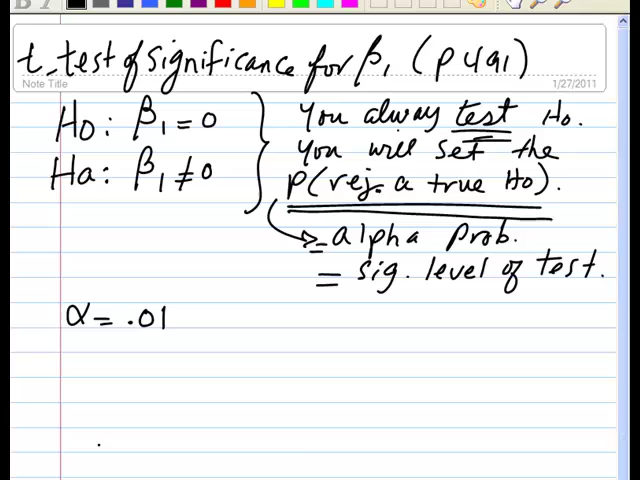 t-test of significance for β₁ (P 491)
Note Title
1/27/2011
Ho: β₁ = 0
Ha: β₁ ≠ 0
You always test Ho.
You will set the
P(rej. a true Ho).
= alpha prob.
= sig. level of test.
α = .01